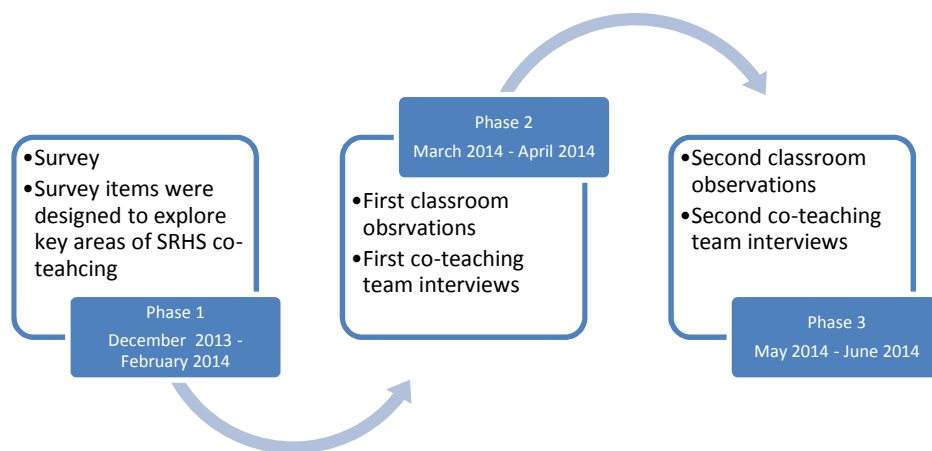 •Survey
•Survey items were
designed to explore
key areas of SRHS co-
teahcing
Phase 1
December 2013 -
February 2014
Phase 2
March 2014 - April 2014
•First classroom
obsrvations
•First co-teaching
team interviews
•Second classroom
observations
•Second co-teaching
team interviews
Phase 3
May 2014 - June 2014